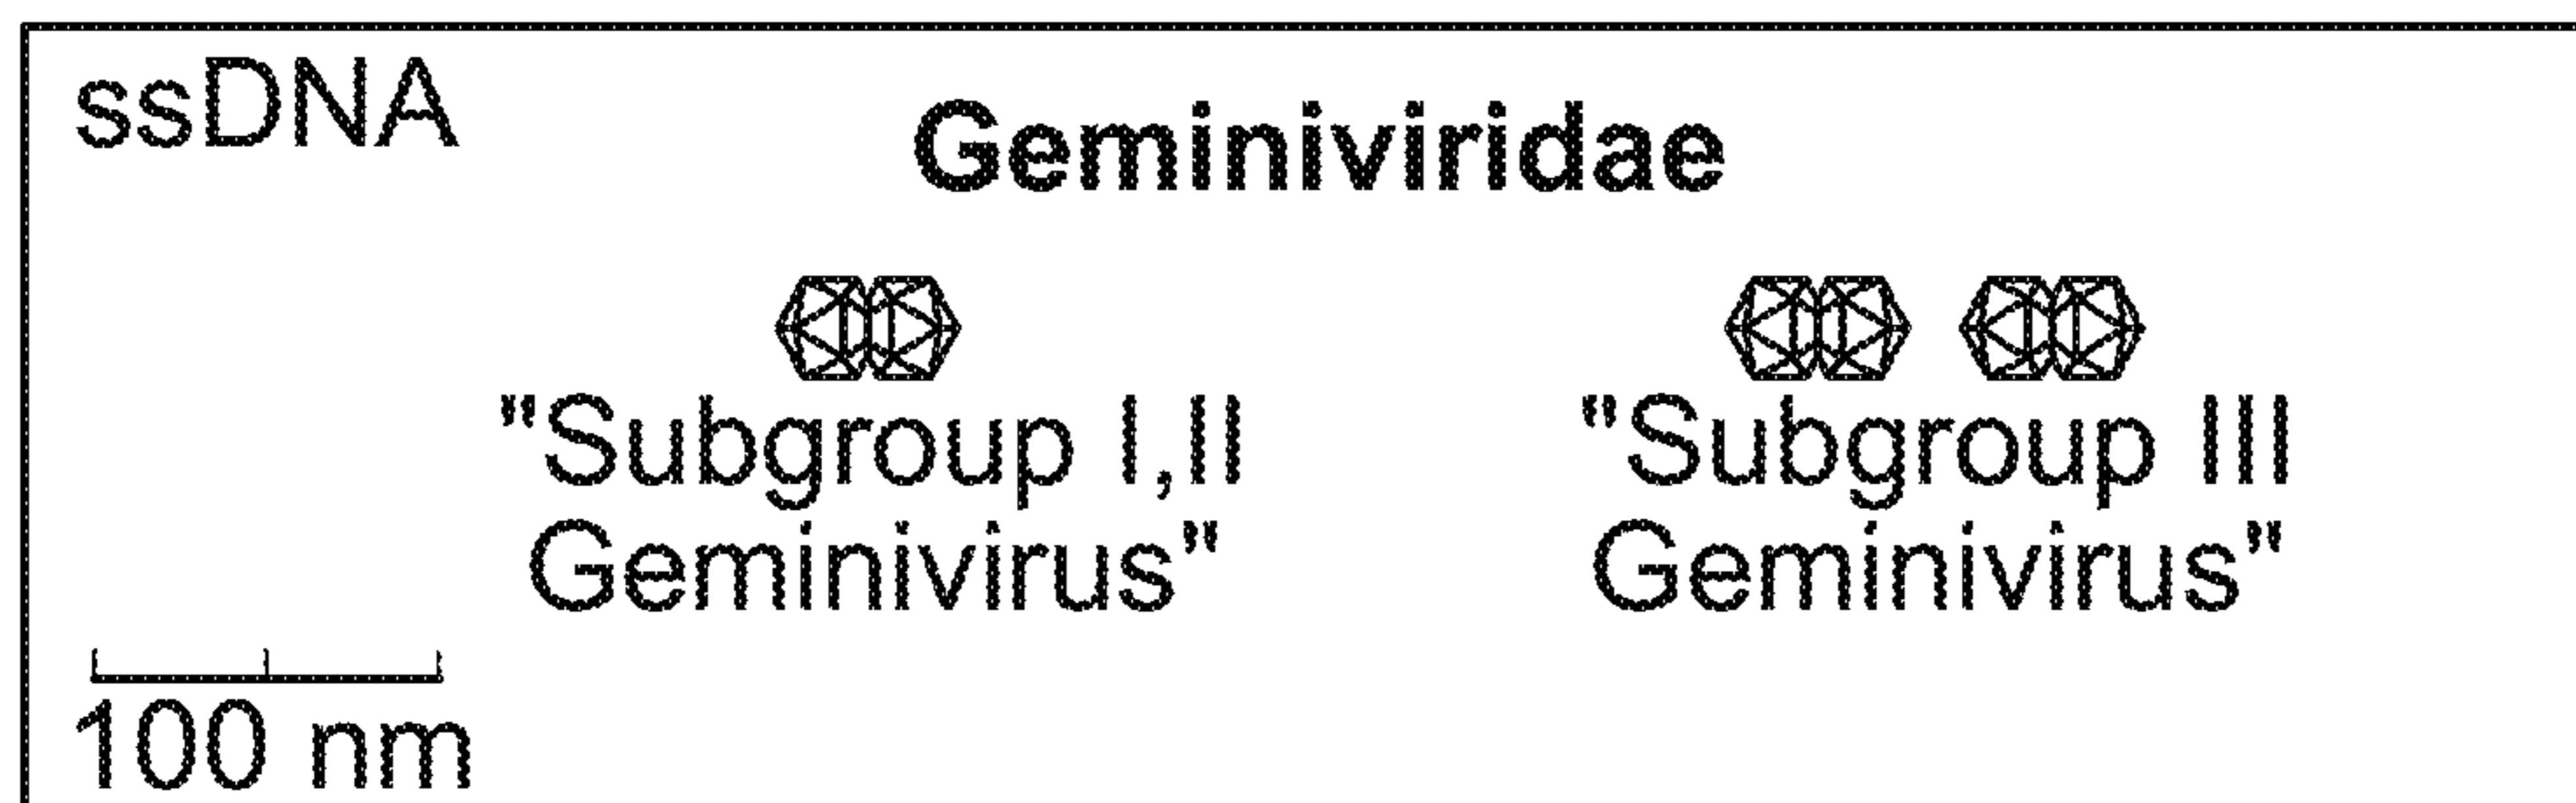 ssDNA
Geminiviridae
"Subgroup I,II
Geminivirus"
"Subgroup III
Geminivirus"
100 nm